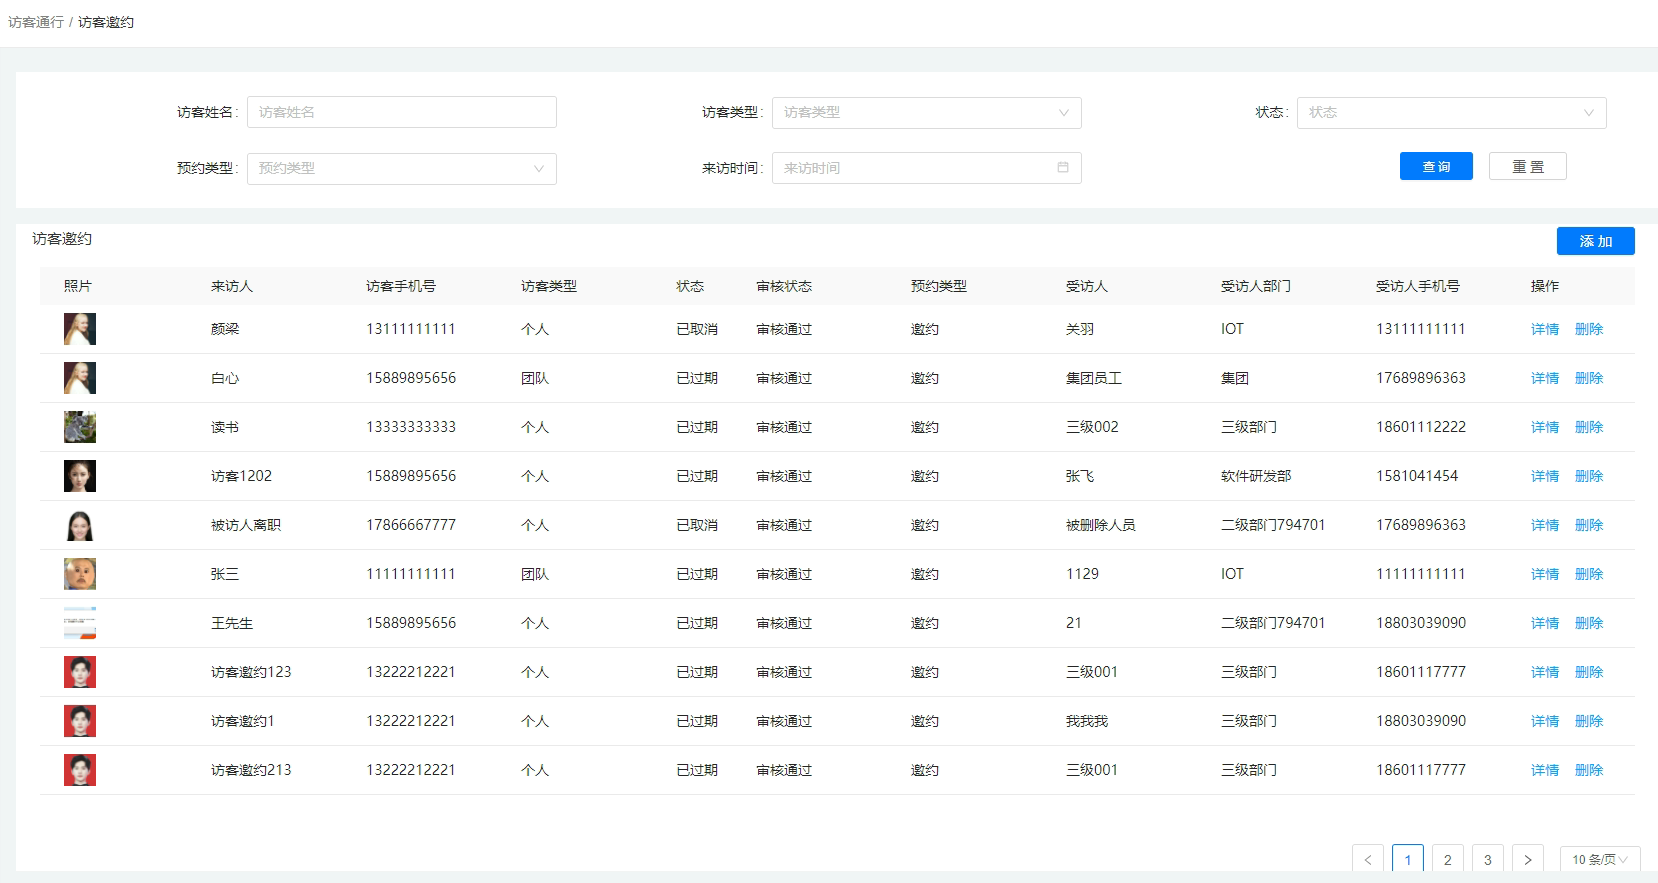 访客通行 / 访客邀约
访客姓名: 访客姓名 访客类型: 访客类型 状态: 状态
预约类型: 预约类型 来访时间: 来访时间 查询 重置
访客邀约 添加
照片 来访人 访客手机号 访客类型 状态 审核状态 预约类型 受访人 受访人部门 受访人手机号 操作
颜梁 13111111111 个人 已取消 审核通过 邀约 关羽 IOT 13111111111 详情 删除
白心 15889895656 团队 已过期 审核通过 邀约 集团员工 集团 17689896363 详情 删除
读书 13333333333 个人 已过期 审核通过 邀约 三级002 三级部门 18601112222 详情 删除
访客1202 15889895656 个人 已过期 审核通过 邀约 张飞 软件研发部 1581041454 详情 删除
被访人离职 17866667777 个人 已取消 审核通过 邀约 被删除人员 二级部门794701 17689896363 详情 删除
张三 11111111111 团队 已过期 审核通过 邀约 1129 IOT 11111111111 详情 删除
王先生 15889895656 个人 已过期 审核通过 邀约 21 二级部门794701 18803039090 详情 删除
访客邀约123 13222212221 个人 已过期 审核通过 邀约 三级001 三级部门 18601117777 详情 删除
访客邀约1 13222212221 个人 已过期 审核通过 邀约 我我我 三级部门 18803039090 详情 删除
访客邀约213 13222212221 个人 已过期 审核通过 邀约 三级001 三级部门 18601117777 详情 删除
< 1 2 3 > 10 条/页